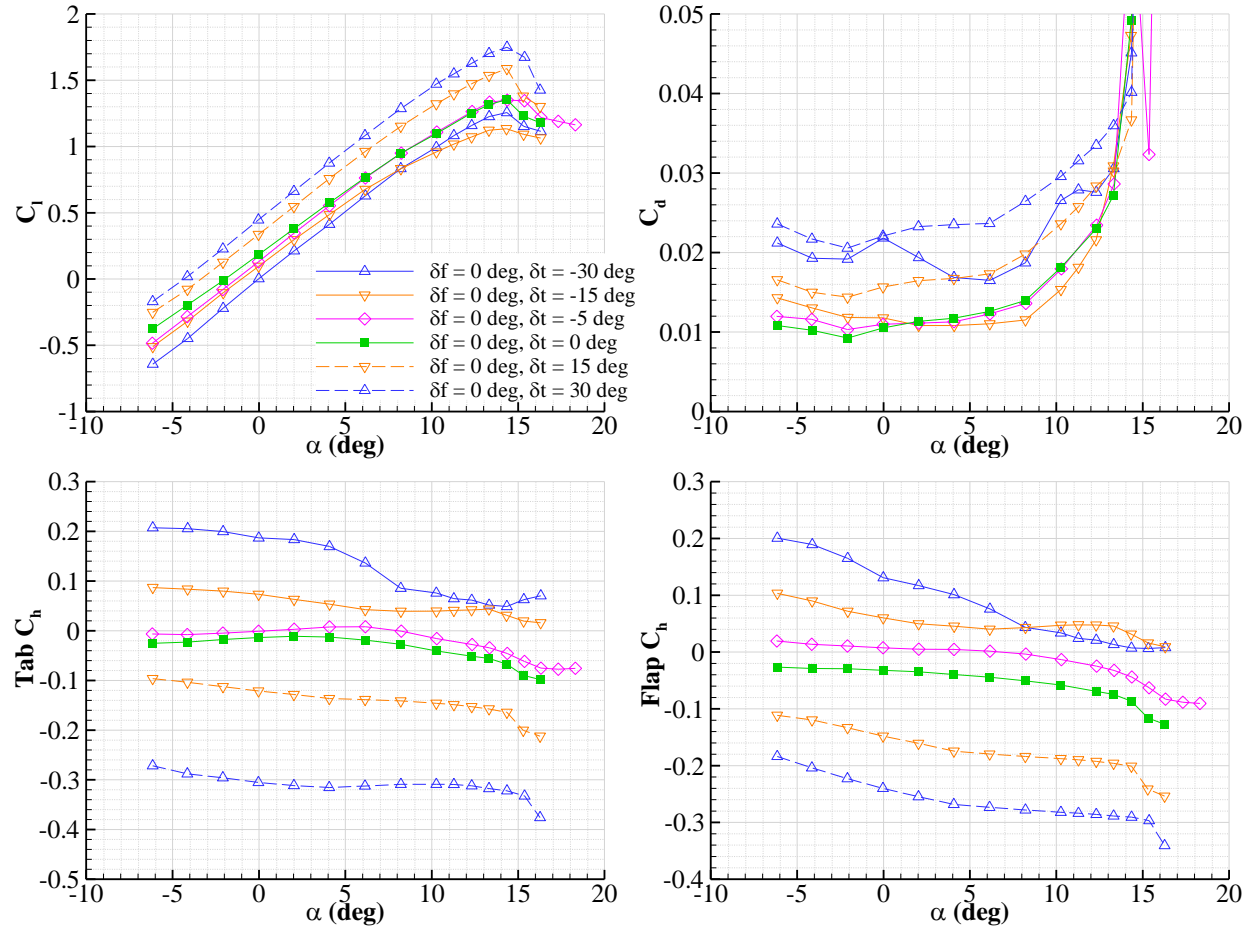 2
1.5
1
0.5
0
-0.5
-1
C_l
-10 -5 0 5 10 15 20
α (deg)
δf = 0 deg, δt = -30 deg
δf = 0 deg, δt = -15 deg
δf = 0 deg, δt = -5 deg
δf = 0 deg, δt = 0 deg
δf = 0 deg, δt = 15 deg
δf = 0 deg, δt = 30 deg
0.05
0.04
0.03
0.02
0.01
0
C_d
-10 -5 0 5 10 15 20
α (deg)
0.3
0.2
0.1
0
-0.1
-0.2
-0.3
-0.4
-0.5
Tab C_h
-10 -5 0 5 10 15 20
α (deg)
0.3
0.2
0.1
0
-0.1
-0.2
-0.3
-0.4
Flap C_h
-10 -5 0 5 10 15 20
α (deg)